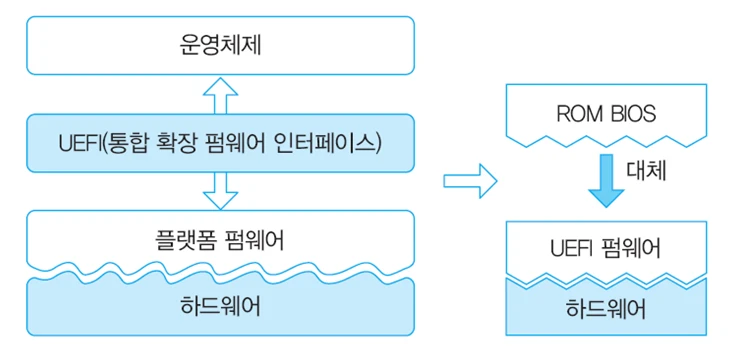 운영체제
UEFI(통합 확장 펌웨어 인터페이스)
플랫폼 펌웨어
하드웨어
ROM BIOS
대체
UEFI 펌웨어
하드웨어